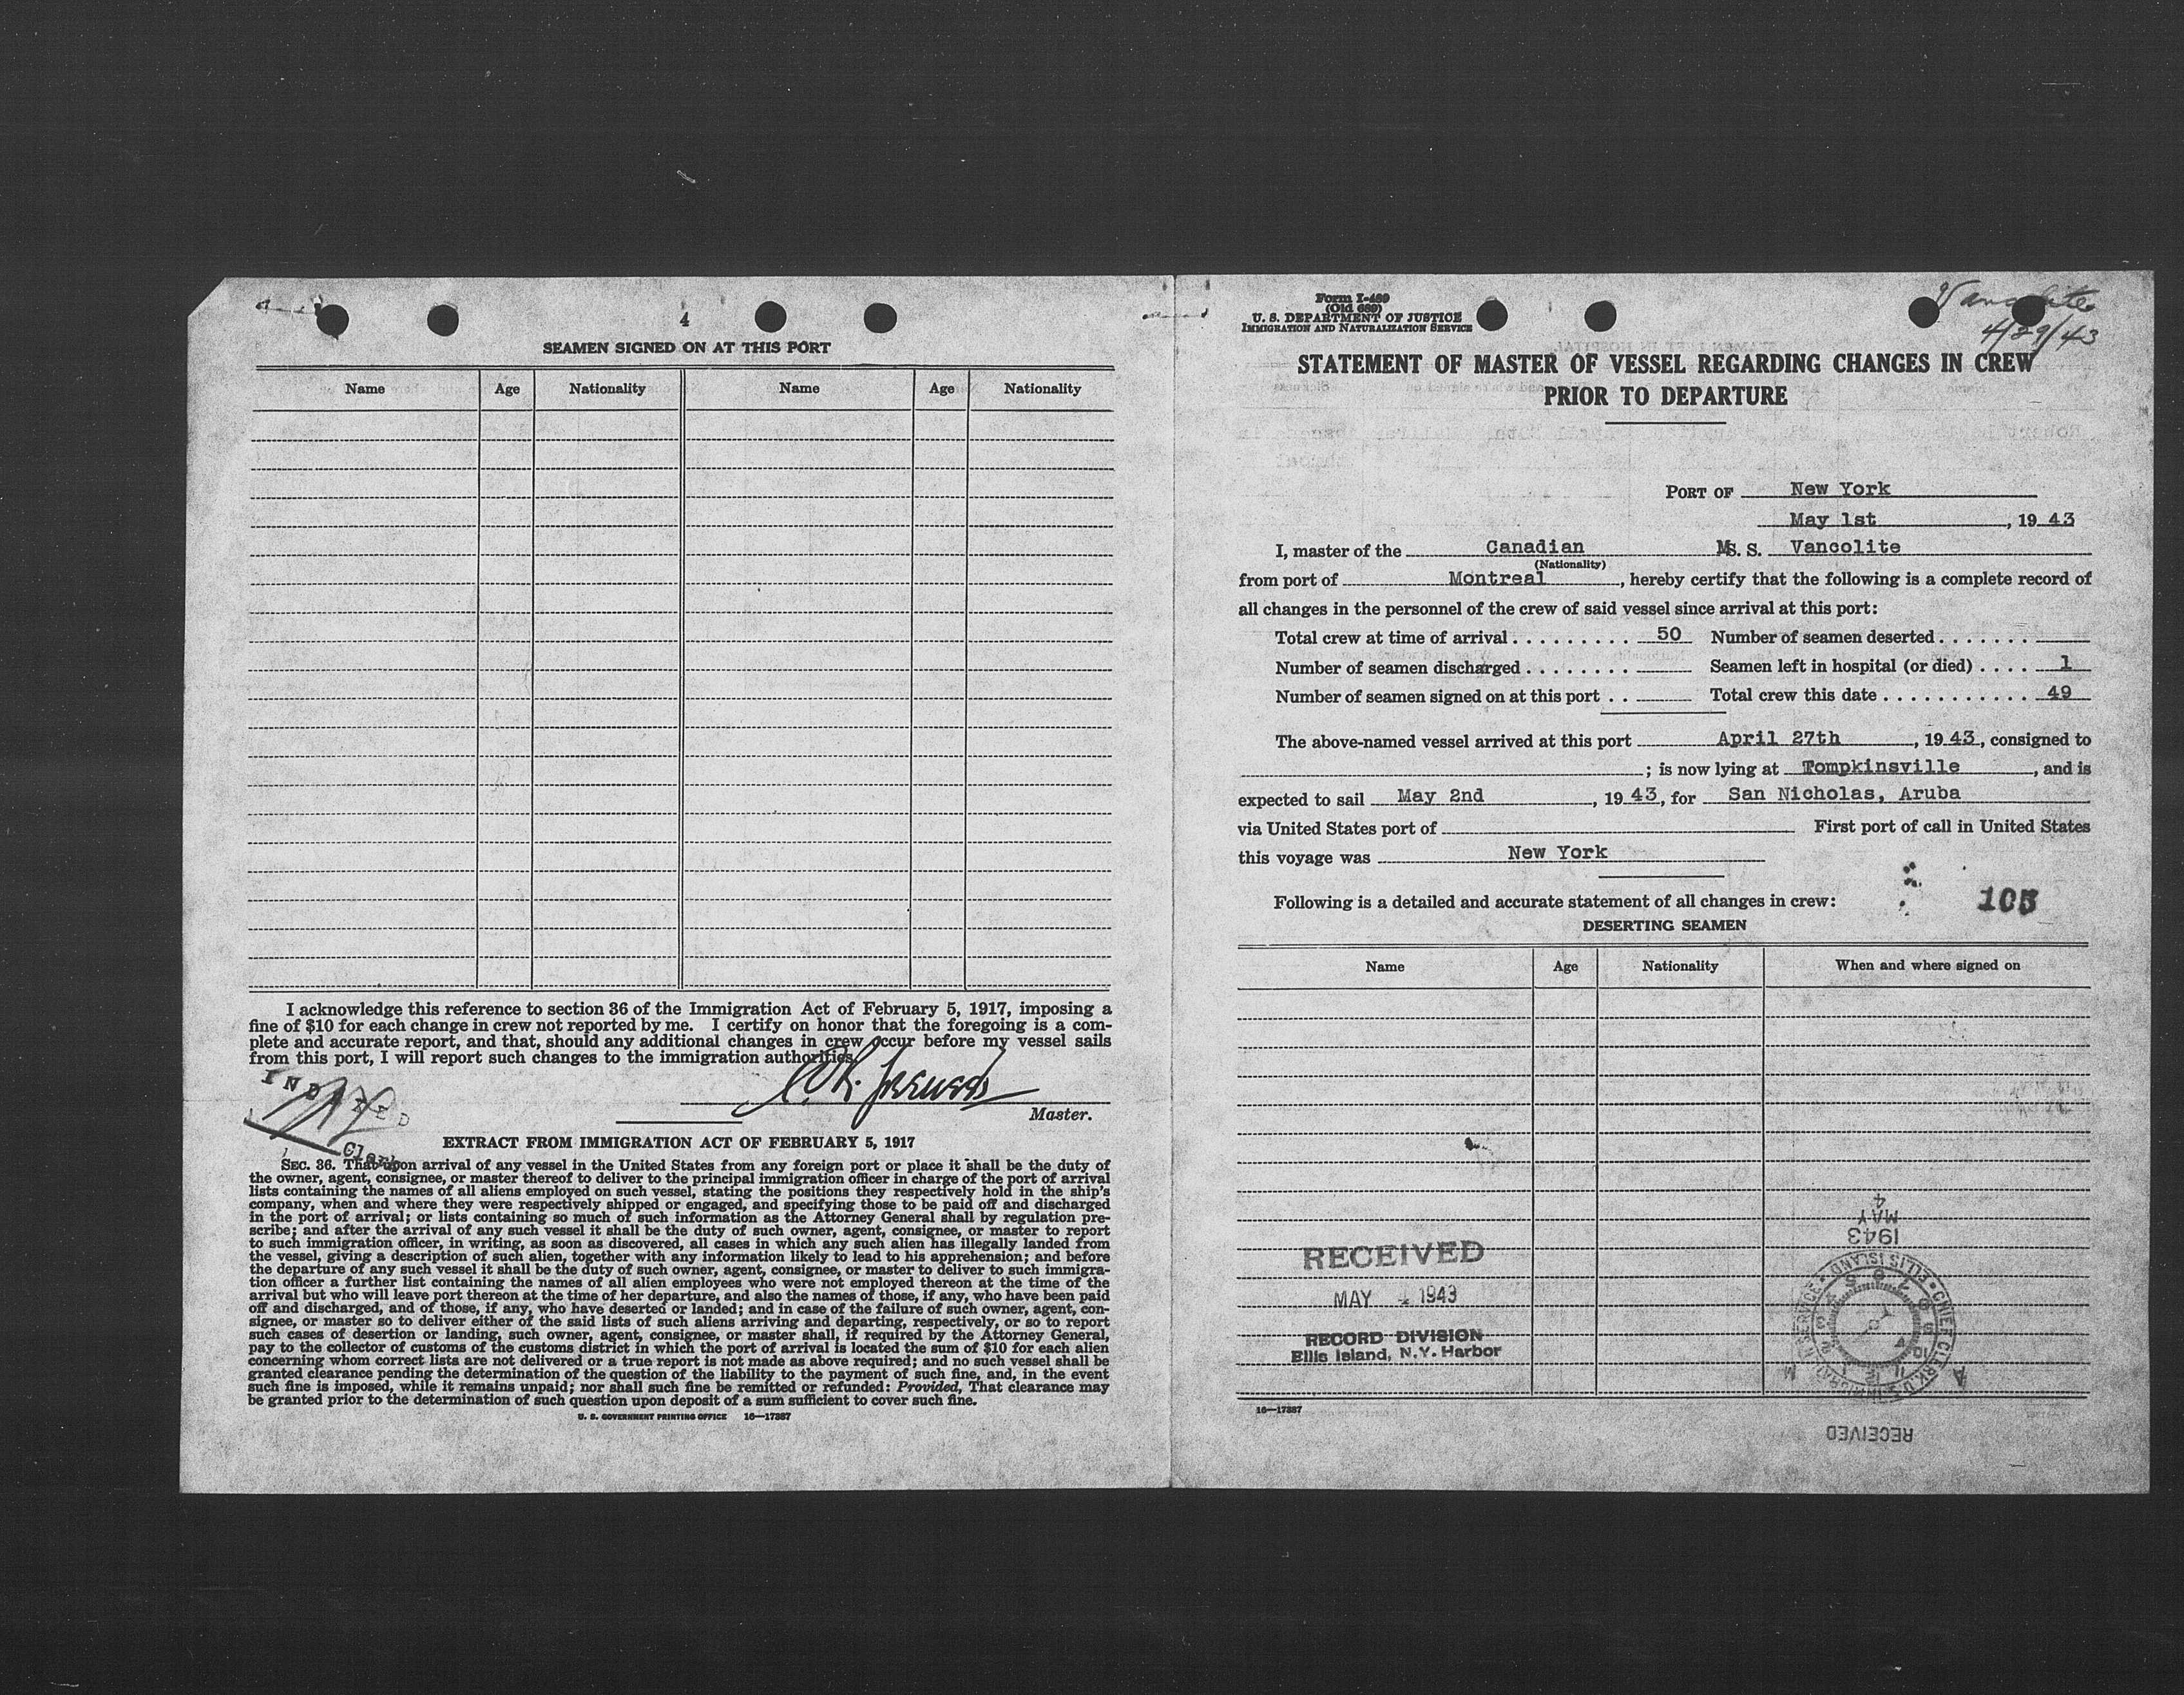 4
SEAMEN SIGNED ON AT THIS PORT
Name Age Nationality Name Age Nationality
I acknowledge this reference to section 36 of the Immigration Act of February 5, 1917, imposing a
fine of $10 for each change in crew not reported by me. I certify on honor that the foregoing is a com-
plete and accurate report, and that, should any additional changes in crew occur before my vessel sails
from this port, I will report such changes to the immigration authorities.
INDEXED
Master.
Clerk
EXTRACT FROM IMMIGRATION ACT OF FEBRUARY 5, 1917
SEC. 36. That upon arrival of any vessel in the United States from any foreign port or place it shall be the duty of
the owner, agent, consignee, or master thereof to deliver to the principal immigration officer in charge of the port of arrival
lists containing the names of all aliens employed on such vessel, stating the positions they respectively hold in the ship's
company, when and where they were respectively shipped or engaged, and specifying those to be paid off and discharged
in the port of arrival; or lists containing so much of such information as the Attorney General shall by regulation pre-
scribe; and after the arrival of any such vessel it shall be the duty of such owner, agent, consignee, or master to report
to such immigration officer, in writing, as soon as discovered, all cases in which any such alien has illegally landed from
the vessel, giving a description of such alien, together with any information likely to lead to his apprehension; and before
the departure of any such vessel it shall be the duty of such owner, agent, consignee, or master to deliver to such immigra-
tion officer a further list containing the names of all alien employees who were not employed thereon at the time of the
arrival but who will leave port thereon at the time of her departure, and also the names of those, if any, who have been paid
off and discharged, and of those, if any, who have deserted or landed; and in case of the failure of such owner, agent, con-
signee, or master so to deliver either of the said lists of such aliens arriving and departing, respectively, or so to report
such cases of desertion or landing, such owner, agent, consignee, or master shall, if required by the Attorney General,
pay to the collector of customs of the customs district in which the port of arrival is located the sum of $10 for each alien
concerning whom correct lists are not delivered or a true report is not made as above required; and no such vessel shall be
granted clearance pending the determination of the question of the liability to the payment of such fine, and, in the event
such fine is imposed, while it remains unpaid; nor shall such fine be remitted or refunded: Provided, That clearance may
be granted prior to the determination of such question upon deposit of a sum sufficient to cover such fine.
U. S. GOVERNMENT PRINTING OFFICE 16—17387
Form I-489
(Old 689)
U. S. DEPARTMENT OF JUSTICE
IMMIGRATION AND NATURALIZATION SERVICE
Vancolite
4/29/43
STATEMENT OF MASTER OF VESSEL REGARDING CHANGES IN CREW
PRIOR TO DEPARTURE
PORT OF New York
May 1st, 1943
I, master of the Canadian M.S. S. Vancolite
(Nationality)
from port of Montreal, hereby certify that the following is a complete record of
all changes in the personnel of the crew of said vessel since arrival at this port:
Total crew at time of arrival . . . . . . . . . 50 Number of seamen deserted . . . . . . .
Number of seamen discharged . . . . . . . . Seamen left in hospital (or died) . . . . 1
Number of seamen signed on at this port . . Total crew this date . . . . . . . . . . . 49
The above-named vessel arrived at this port April 27th, 1943, consigned to
; is now lying at Tompkinsville, and is
expected to sail May 2nd, 1943, for San Nicholas, Aruba
via United States port of First port of call in United States
this voyage was New York
105
Following is a detailed and accurate statement of all changes in crew:
DESERTING SEAMEN
Name Age Nationality When and where signed on
RECEIVED
MAY 4 1943
RECORD DIVISION
Ellis Island, N.Y. Harbor
1943
MAY
4
ELLIS ISLAND
CHIEF CLERK, U.S. IMMIGRATION SERVICE
RECEIVED
16—17387